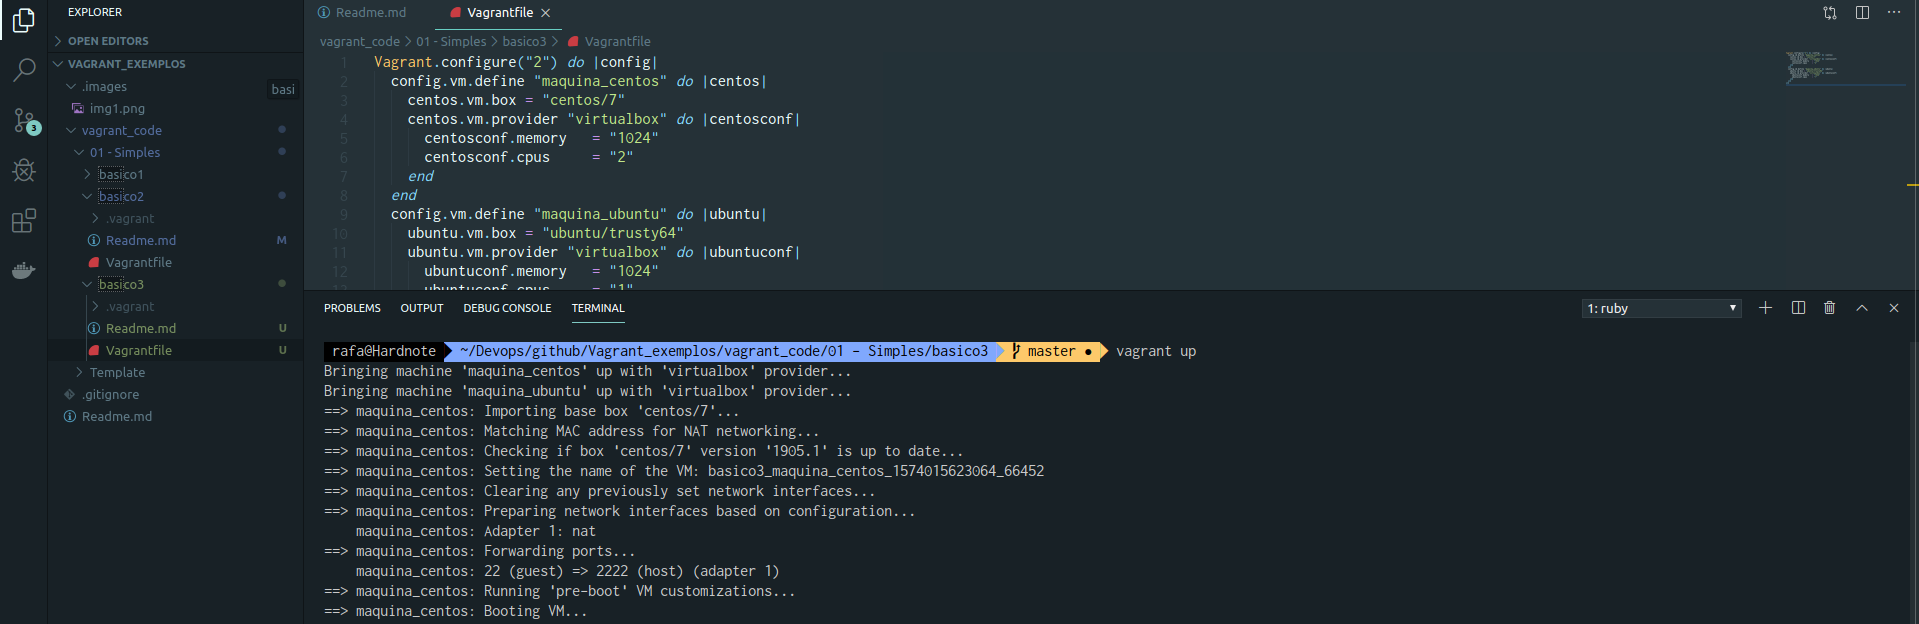 EXPLORER
OPEN EDITORS
VAGRANT_EXEMPLOS
.images
basi
img1.png
vagrant_code
01 - Simples
basico1
basico2
.vagrant
Readme.md M
Vagrantfile
basico3
.vagrant
Readme.md U
Vagrantfile U
Template
.gitignore
Readme.md
3
Readme.md Vagrantfile
vagrant_code > 01 - Simples > basico3 > Vagrantfile
1 Vagrant.configure("2") do |config|
2 config.vm.define "maquina_centos" do |centos|
3 centos.vm.box = "centos/7"
4 centos.vm.provider "virtualbox" do |centosconf|
5 centosconf.memory = "1024"
6 centosconf.cpus = "2"
7 end
8 end
9 config.vm.define "maquina_ubuntu" do |ubuntu|
10 ubuntu.vm.box = "ubuntu/trusty64"
11 ubuntu.vm.provider "virtualbox" do |ubuntuconf|
12 ubuntuconf.memory = "1024"
ubuntuconf.cpus = "1"
PROBLEMS OUTPUT DEBUG CONSOLE TERMINAL
1: ruby
rafa@Hardnote ~/Devops/github/Vagrant_exemplos/vagrant_code/01 - Simples/basico3 master ● vagrant up
Bringing machine 'maquina_centos' up with 'virtualbox' provider...
Bringing machine 'maquina_ubuntu' up with 'virtualbox' provider...
==> maquina_centos: Importing base box 'centos/7'...
==> maquina_centos: Matching MAC address for NAT networking...
==> maquina_centos: Checking if box 'centos/7' version '1905.1' is up to date...
==> maquina_centos: Setting the name of the VM: basico3_maquina_centos_1574015623064_66452
==> maquina_centos: Clearing any previously set network interfaces...
==> maquina_centos: Preparing network interfaces based on configuration...
maquina_centos: Adapter 1: nat
==> maquina_centos: Forwarding ports...
maquina_centos: 22 (guest) => 2222 (host) (adapter 1)
==> maquina_centos: Running 'pre-boot' VM customizations...
==> maquina_centos: Booting VM...